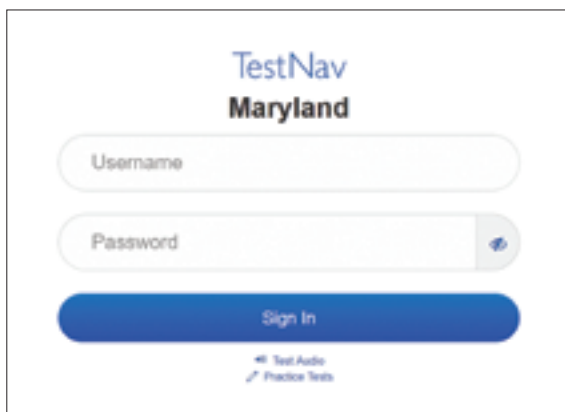 TestNav
Maryland
Username
Password
Sign In
Test Audio
Practice Tests